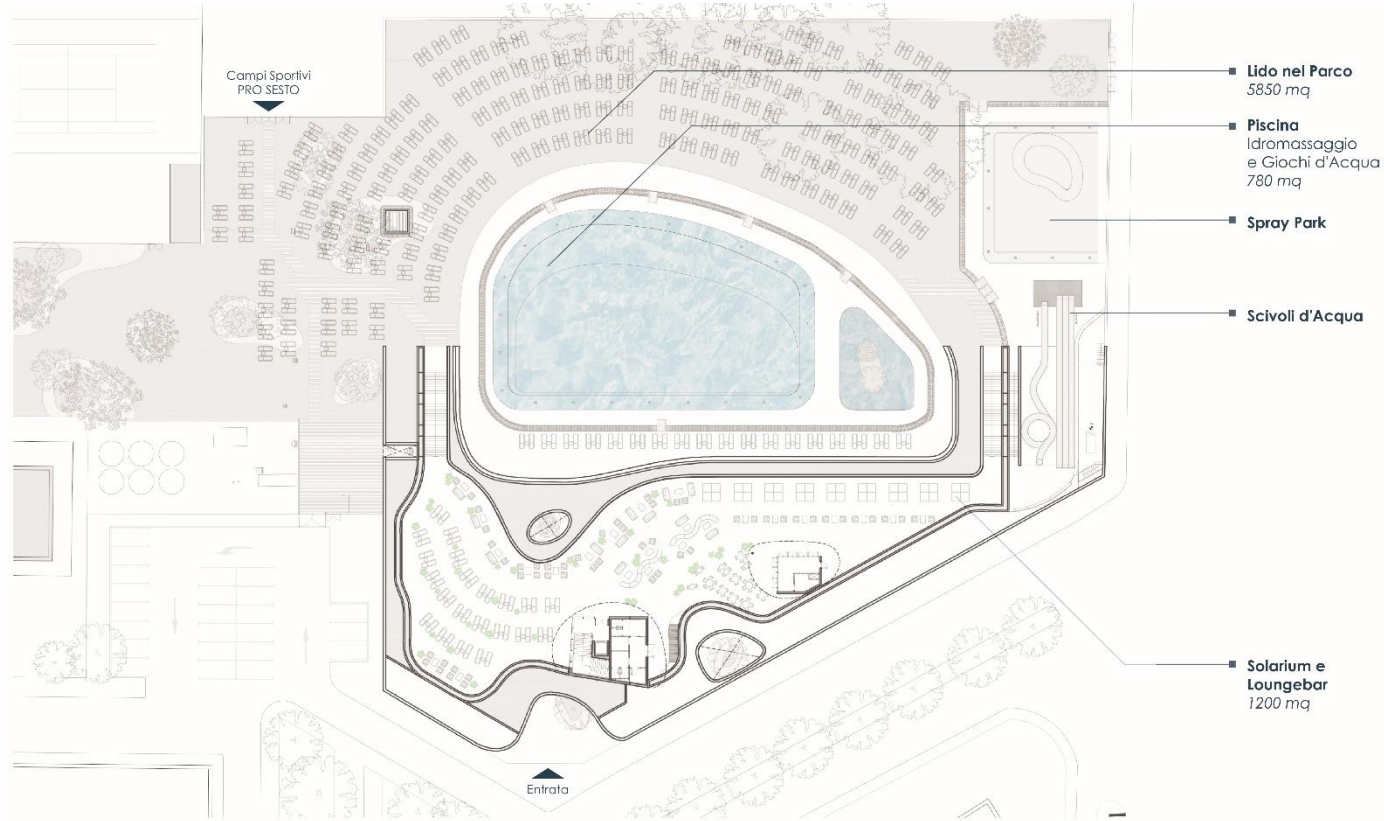 Campi Sportivi
PRO SESTO
Lido nel Parco
5850 mq
Piscina
Idromassaggio
e Giochi d'Acqua
780 mq
Spray Park
Scivoli d'Acqua
Solarium e
Loungebar
1200 mq
Entrata